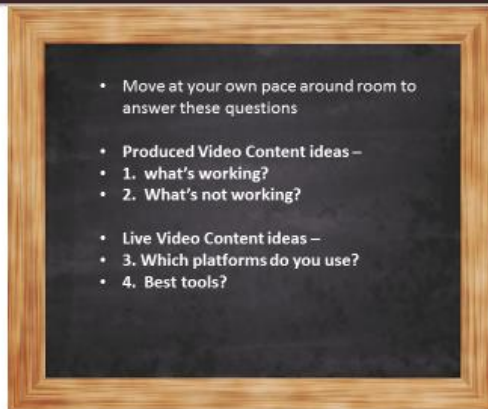 • Move at your own pace around room to
answer these questions
• Produced Video Content ideas –
• 1. what's working?
• 2. What's not working?
• Live Video Content ideas –
• 3. Which platforms do you use?
• 4. Best tools?